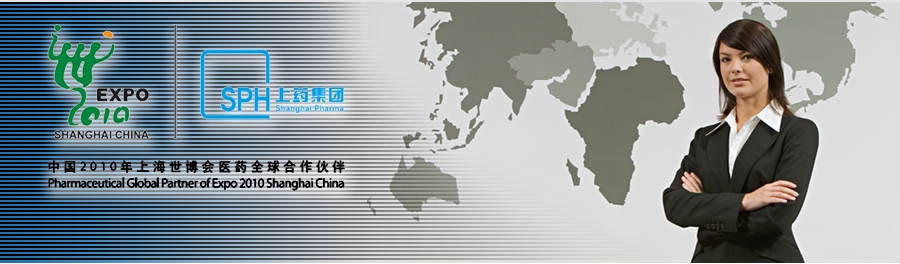 EXPO
2010
SHANGHAI CHINA
SPH 上药集团
Shanghai Pharma
中国2010年上海世博会医药全球合作伙伴
Pharmaceutical Global Partner of Expo 2010 Shanghai China